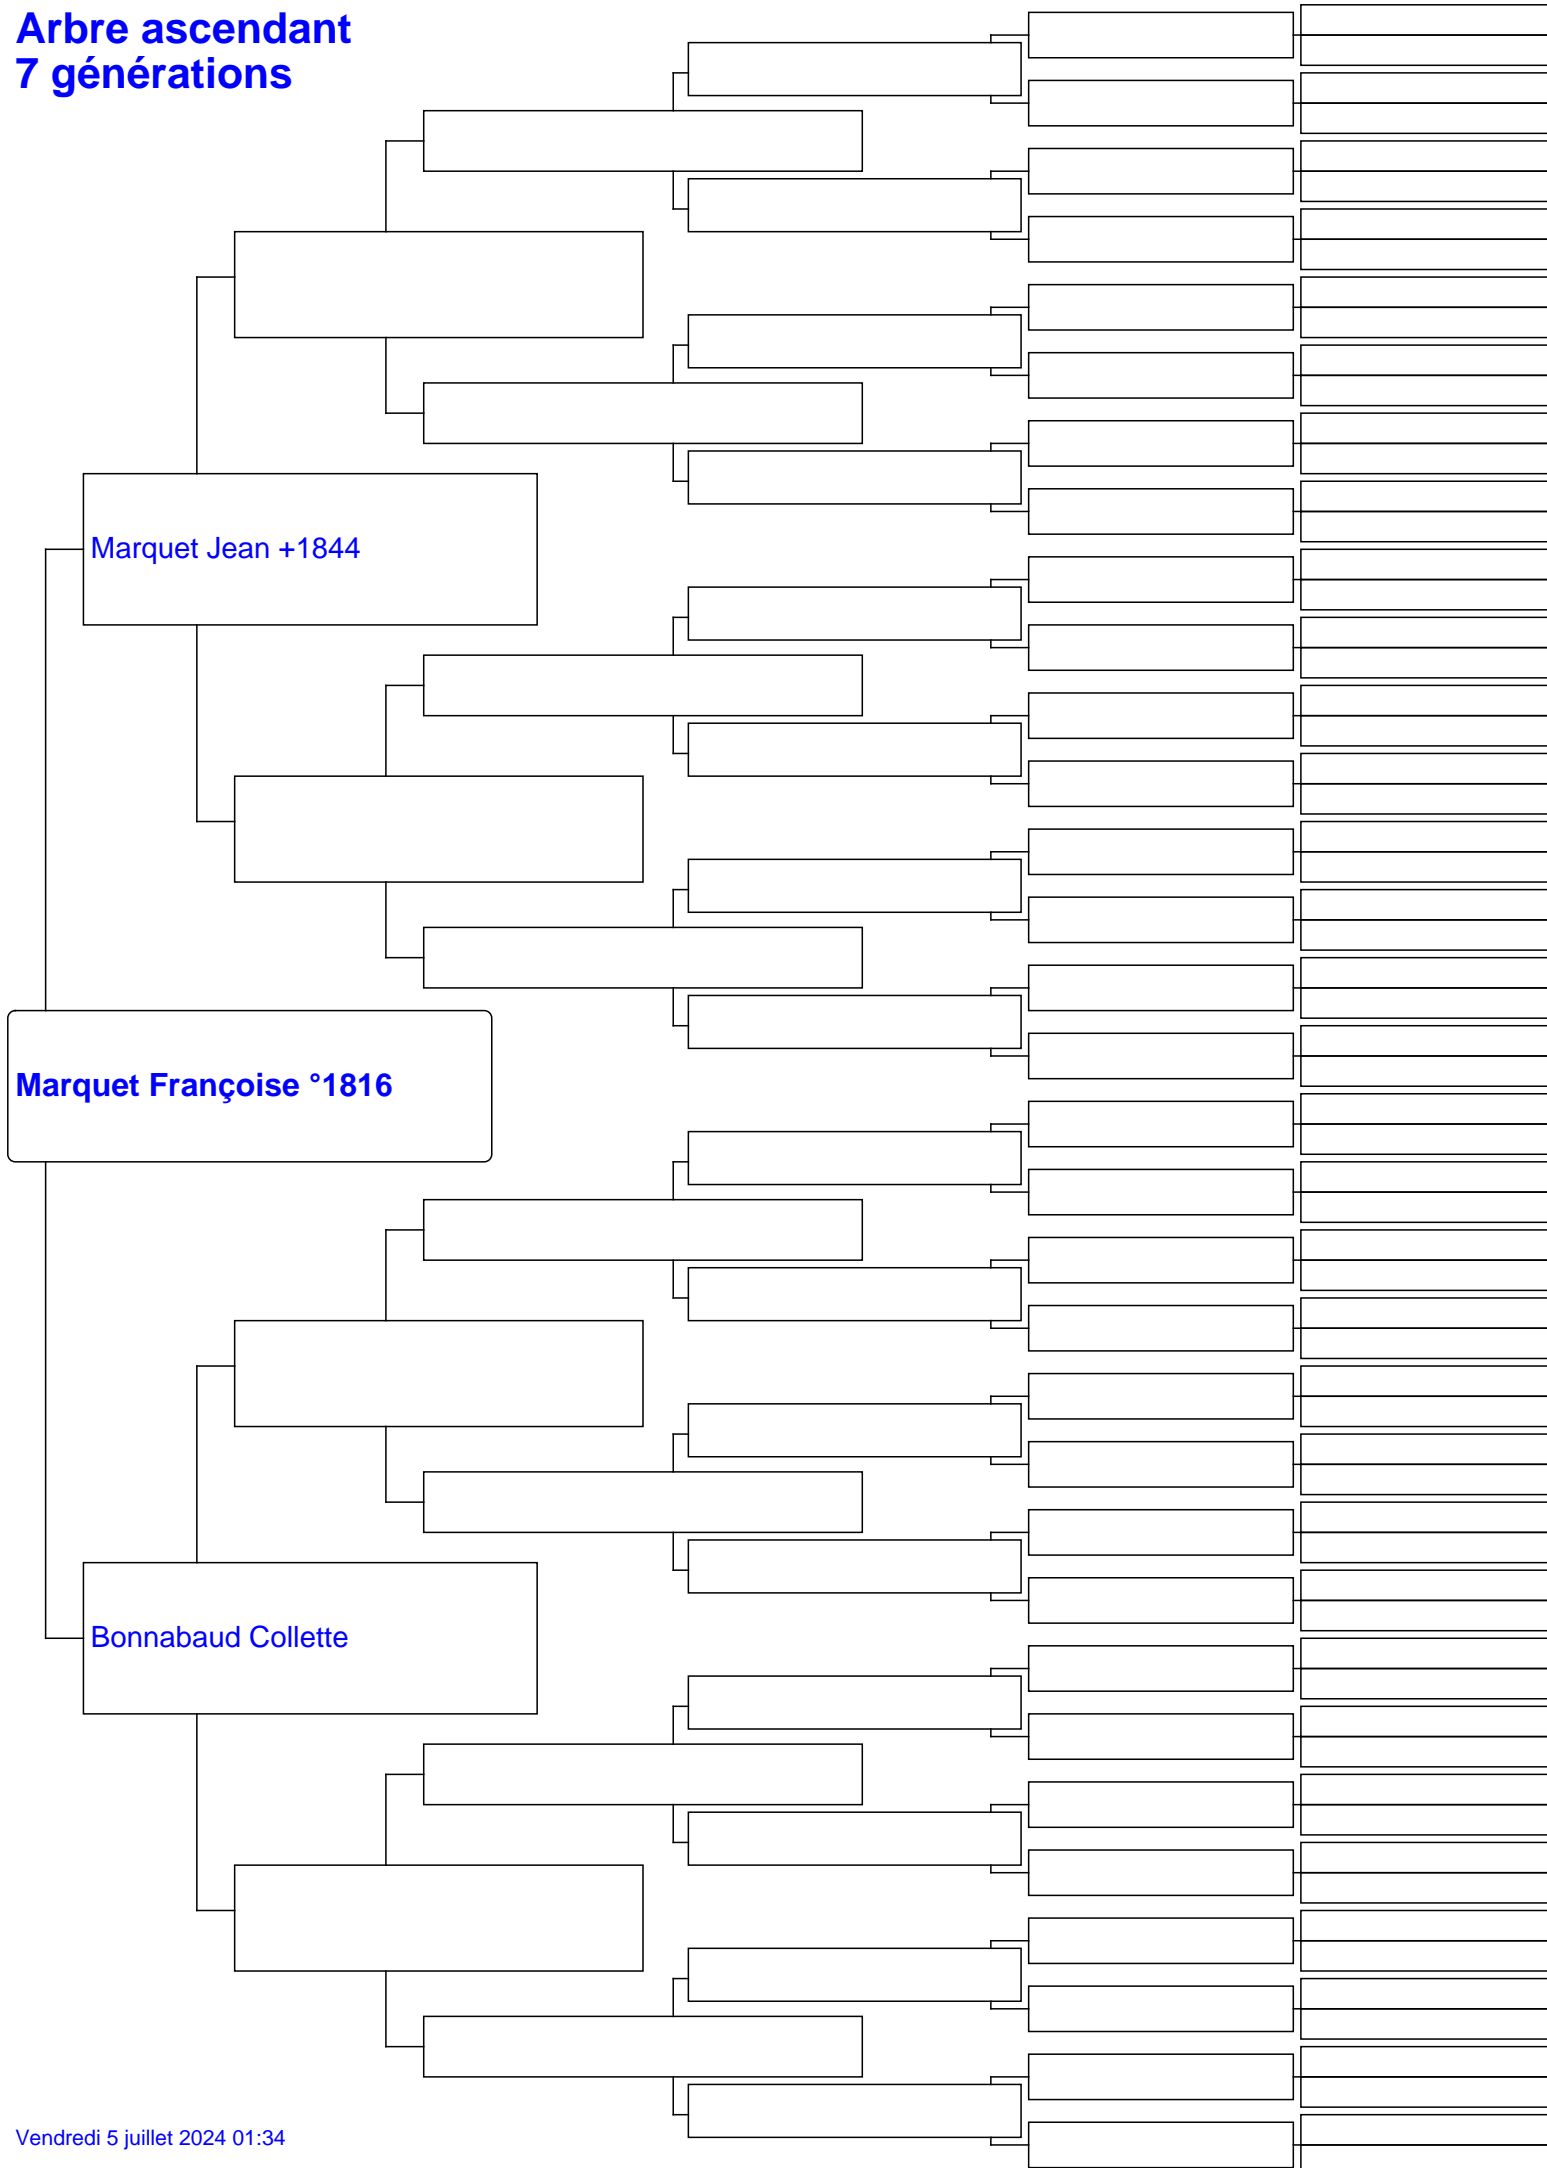 Arbre ascendant
7 générations
Marquet Jean +1844
Marquet Françoise °1816
Bonnabaud Collette
Vendredi 5 juillet 2024 01:34